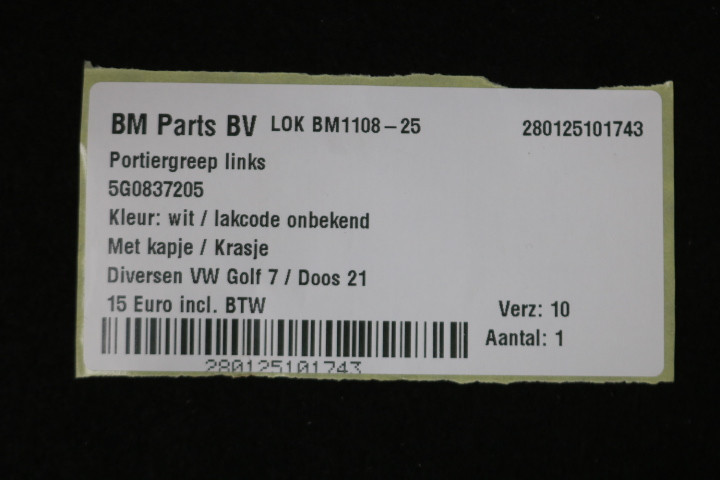 BM Parts BV LOK BM1108-25 280125101743
Portiergreep links
5G0837205
Kleur: wit / lakcode onbekend
Met kapje / Krasje
Diversen VW Golf 7 / Doos 21
15 Euro incl. BTW Verz: 10
Aantal: 1
280125101743